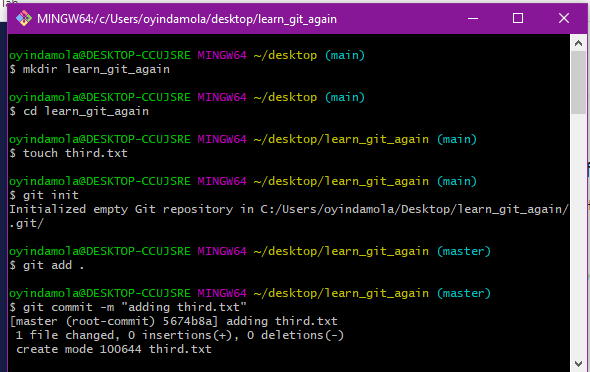 MINGW64:/c/Users/oyindamola/desktop/learn_git_again
oyindamola@DESKTOP-CCUJSRE MINGW64 ~/desktop (main)
$ mkdir learn_git_again
oyindamola@DESKTOP-CCUJSRE MINGW64 ~/desktop (main)
$ cd learn_git_again
oyindamola@DESKTOP-CCUJSRE MINGW64 ~/desktop/learn_git_again (main)
$ touch third.txt
oyindamola@DESKTOP-CCUJSRE MINGW64 ~/desktop/learn_git_again (main)
$ git init
Initialized empty Git repository in C:/Users/oyindamola/Desktop/learn_git_again/
.git/
oyindamola@DESKTOP-CCUJSRE MINGW64 ~/desktop/learn_git_again (master)
$ git add .
oyindamola@DESKTOP-CCUJSRE MINGW64 ~/desktop/learn_git_again (master)
$ git commit -m "adding third.txt"
[master (root-commit) 5674b8a] adding third.txt
 1 file changed, 0 insertions(+), 0 deletions(-)
 create mode 100644 third.txt